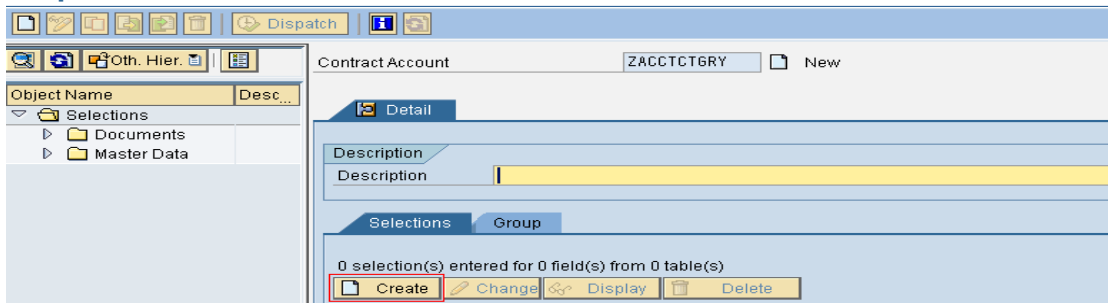 Dispatch
Oth. Hier.
Contract Account ZACCTCTGRY New
Object Name Desc...
Selections
Documents
Master Data
Detail
Description
Description
Selections Group
0 selection(s) entered for 0 field(s) from 0 table(s)
Create Change Display Delete